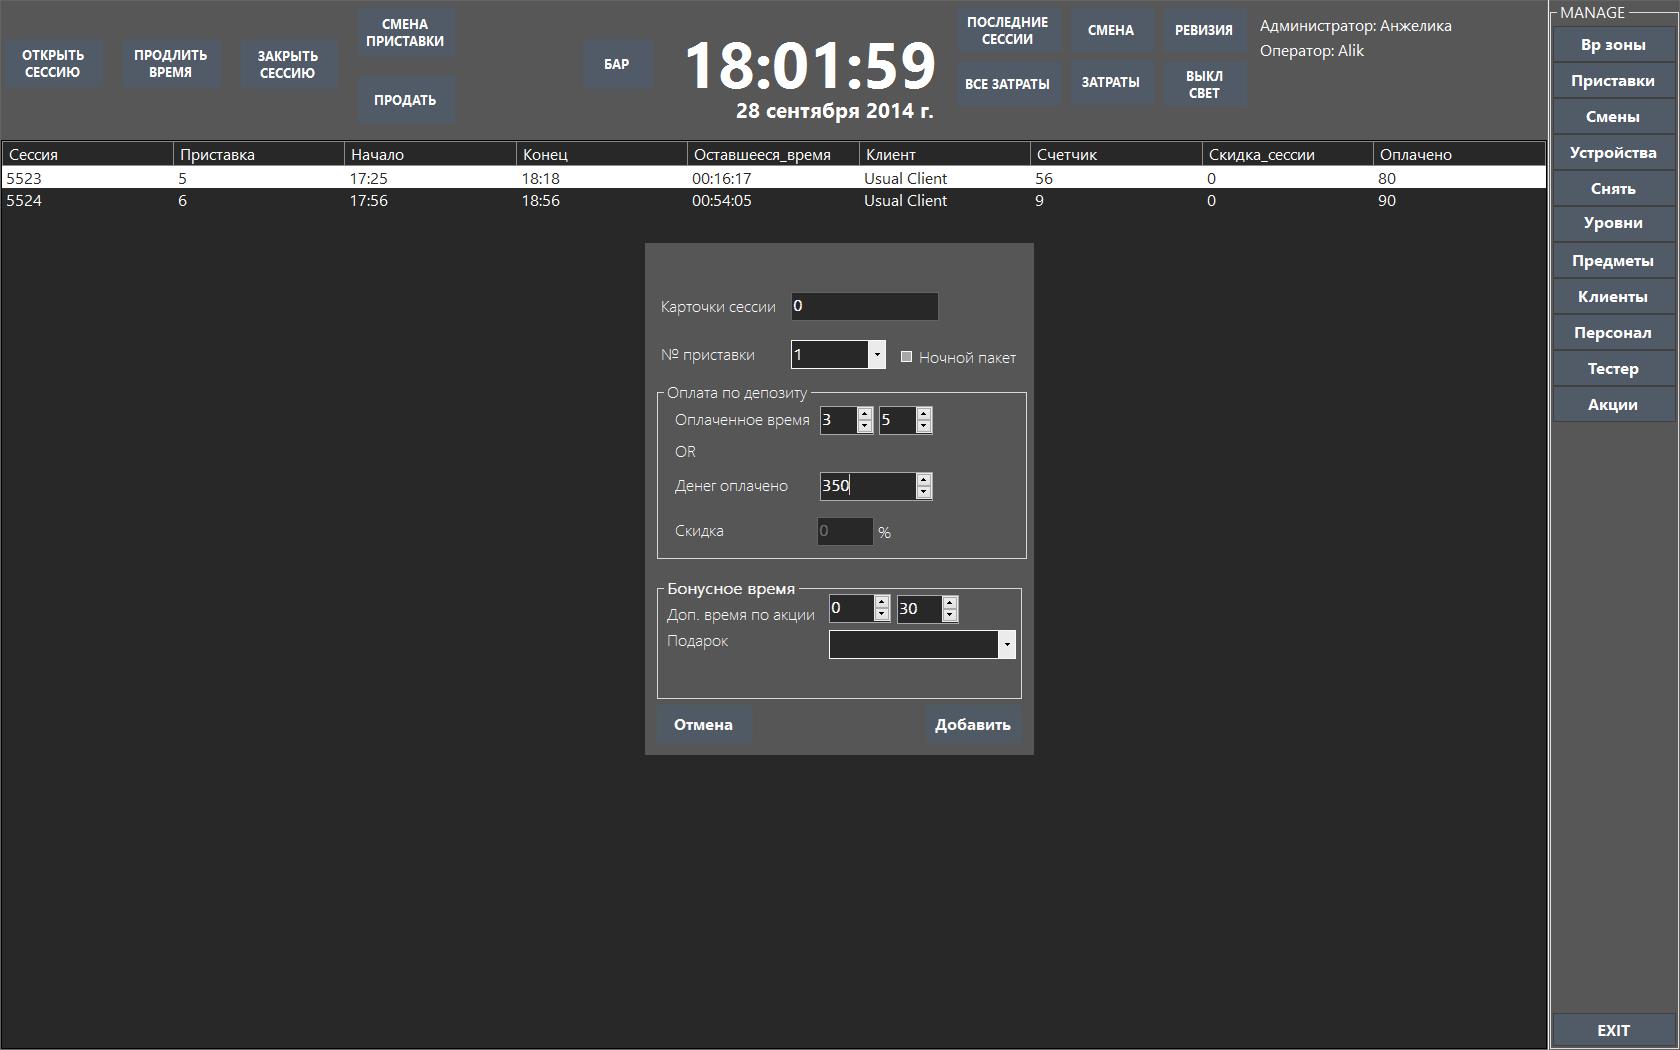 ОТКРЫТЬ
СЕССИЮ
ПРОДЛИТЬ
ВРЕМЯ
ЗАКРЫТЬ
СЕССИЮ
СМЕНА
ПРИСТАВКИ
ПРОДАТЬ
БАР
18:01:59
28 сентября 2014 г.
ПОСЛЕДНИЕ
СЕССИИ
СМЕНА
РЕВИЗИЯ
ВСЕ ЗАТРАТЫ
ЗАТРАТЫ
ВЫКЛ
СВЕТ
Администратор: Анжелика
Оператор: Alik
Сессия Приставка Начало Конец Оставшееся_время Клиент Счетчик Скидка_сессии Оплачено
5523 5 17:25 18:18 00:16:17 Usual Client 56 0 80
5524 6 17:56 18:56 00:54:05 Usual Client 9 0 90
Карточки сессии 0
№ приставки 1 Ночной пакет
Оплата по депозиту
Оплаченное время 3 5
OR
Денег оплачено 350
Скидка 0 %
Бонусное время
Доп. время по акции 0 30
Подарок
Отмена Добавить
MANAGE
Вр зоны
Приставки
Смены
Устройства
Снять
Уровни
Предметы
Клиенты
Персонал
Тестер
Акции
EXIT